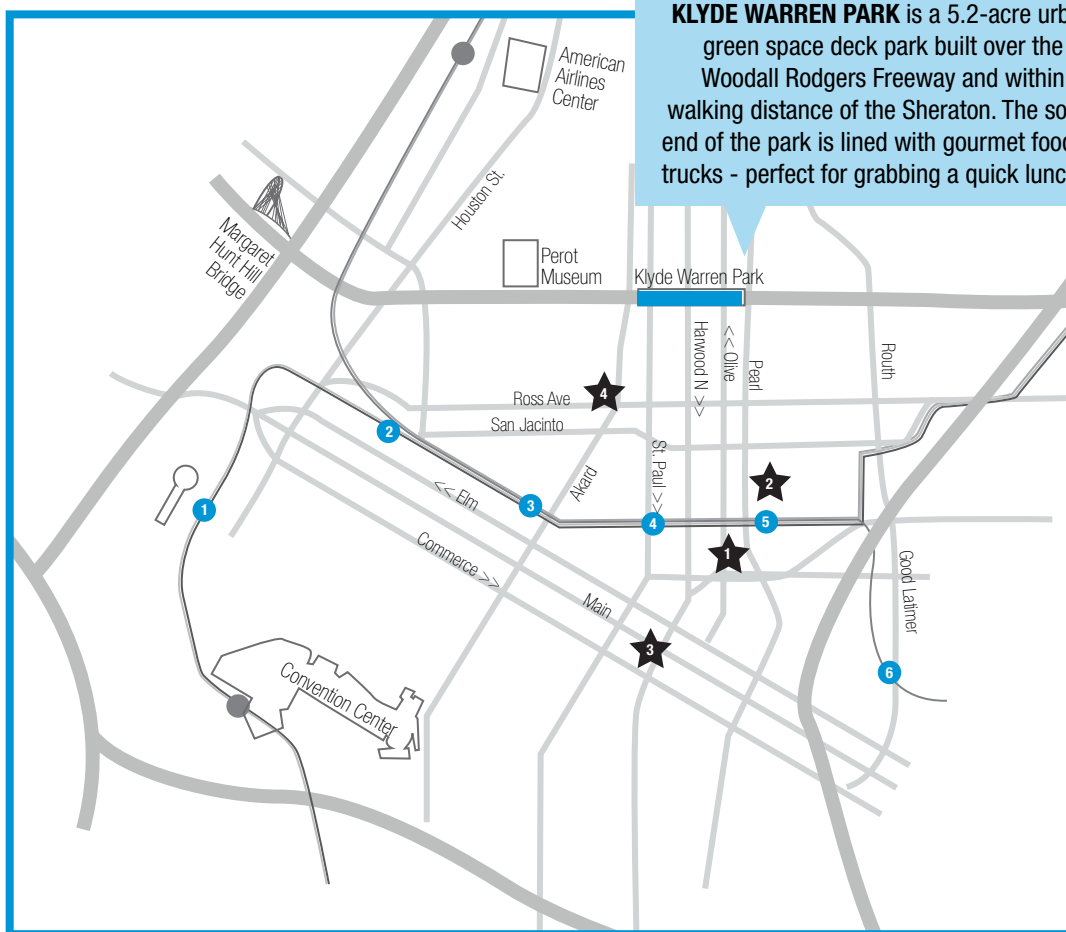 KLYDE WARREN PARK is a 5.2-acre urb
green space deck park built over the
Woodall Rodgers Freeway and within
walking distance of the Sheraton. The so
end of the park is lined with gourmet food
trucks - perfect for grabbing a quick lunc
American
Airlines
Center
Houston St.
Margaret
Hunt Hill
Bridge
Perot
Museum
Klyde Warren Park
Harwood N >>
<< Olive
Pearl
Routh
4
Ross Ave
San Jacinto
2
St. Paul >>
Akard
2
<< Elm
3
1
4
5
Commerce >>
1
Good Latimer
Main
3
6
Convention Center